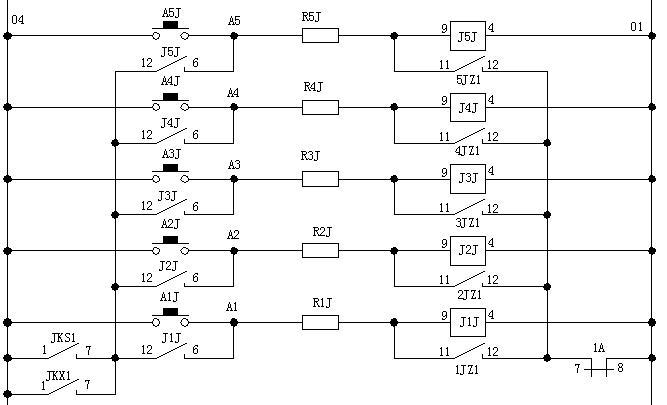 04 A5J A5 R5J 9 J5J 4 01
J5J
12 6 11 12
5JZ1
A4J A4 R4J 9 J4J 4
J4J
12 6 11 12
4JZ1
A3J A3 R3J 9 J3J 4
J3J
12 6 11 12
3JZ1
A2J A2 R2J 9 J2J 4
J2J
12 6 11 12
2JZ1
A1J A1 R1J 9 J1J 4
JKS1 J1J
1 7 12 6 11 12 1A
1JZ1 7 8
JKX1
1 7